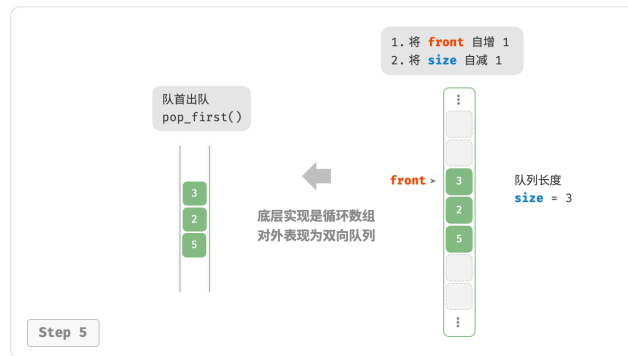 1. 将 front 自增 1
2. 将 size 自减 1
队首出队
pop_first()
3
2
5
底层实现是循环数组
对外表现为双向队列
front ➤
3
2
5
队列长度
size = 3
Step 5